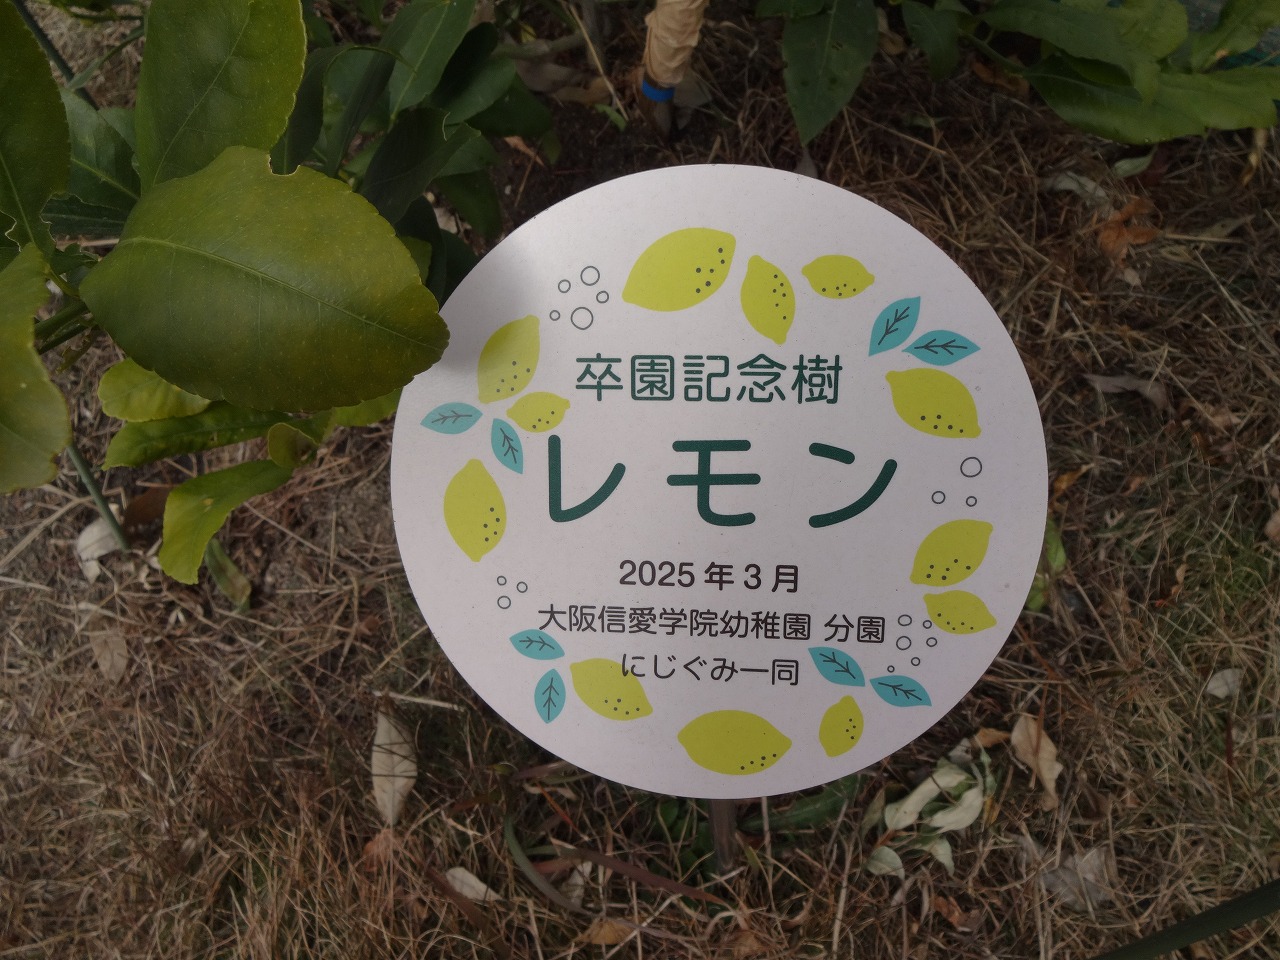 卒園記念樹
レモン
2025年3月
大阪信愛学院幼稚園 分園
にじぐみ一同